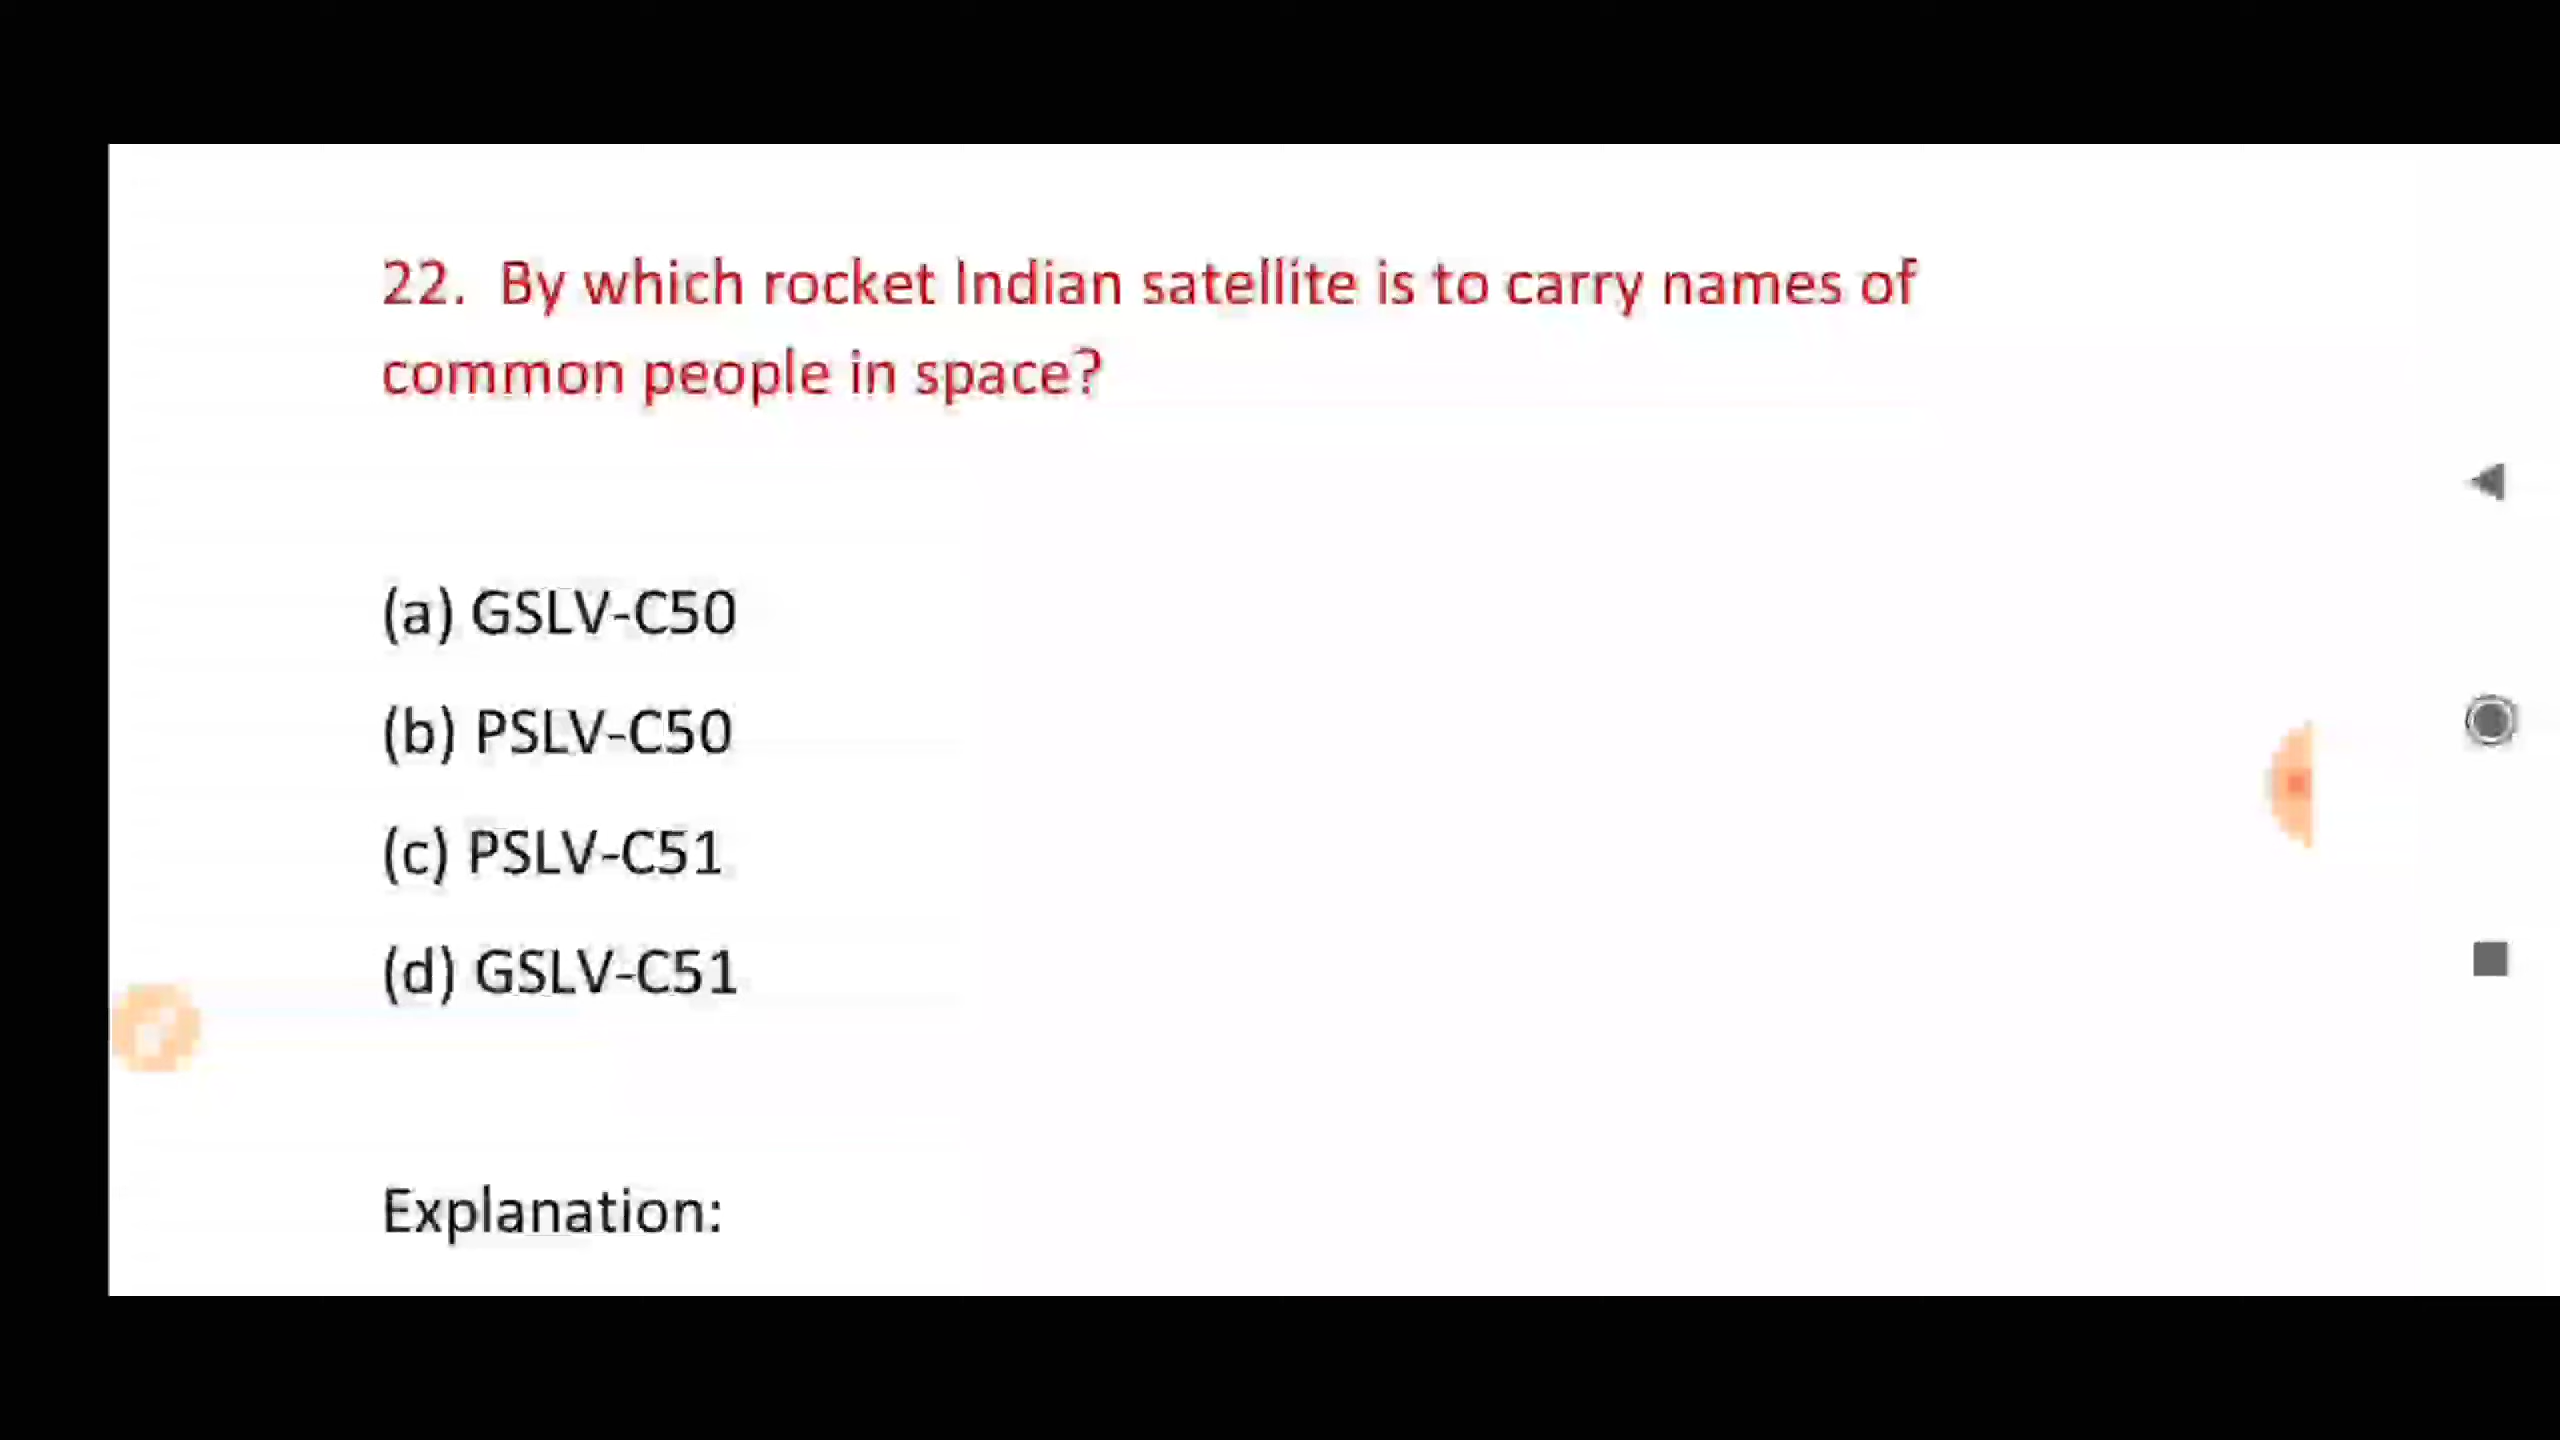 22. By which rocket Indian satellite is to carry names of
common people in space?
(a) GSLV-C50
(b) PSLV-C50
(c) PSLV-C51
(d) GSLV-C51
Explanation: